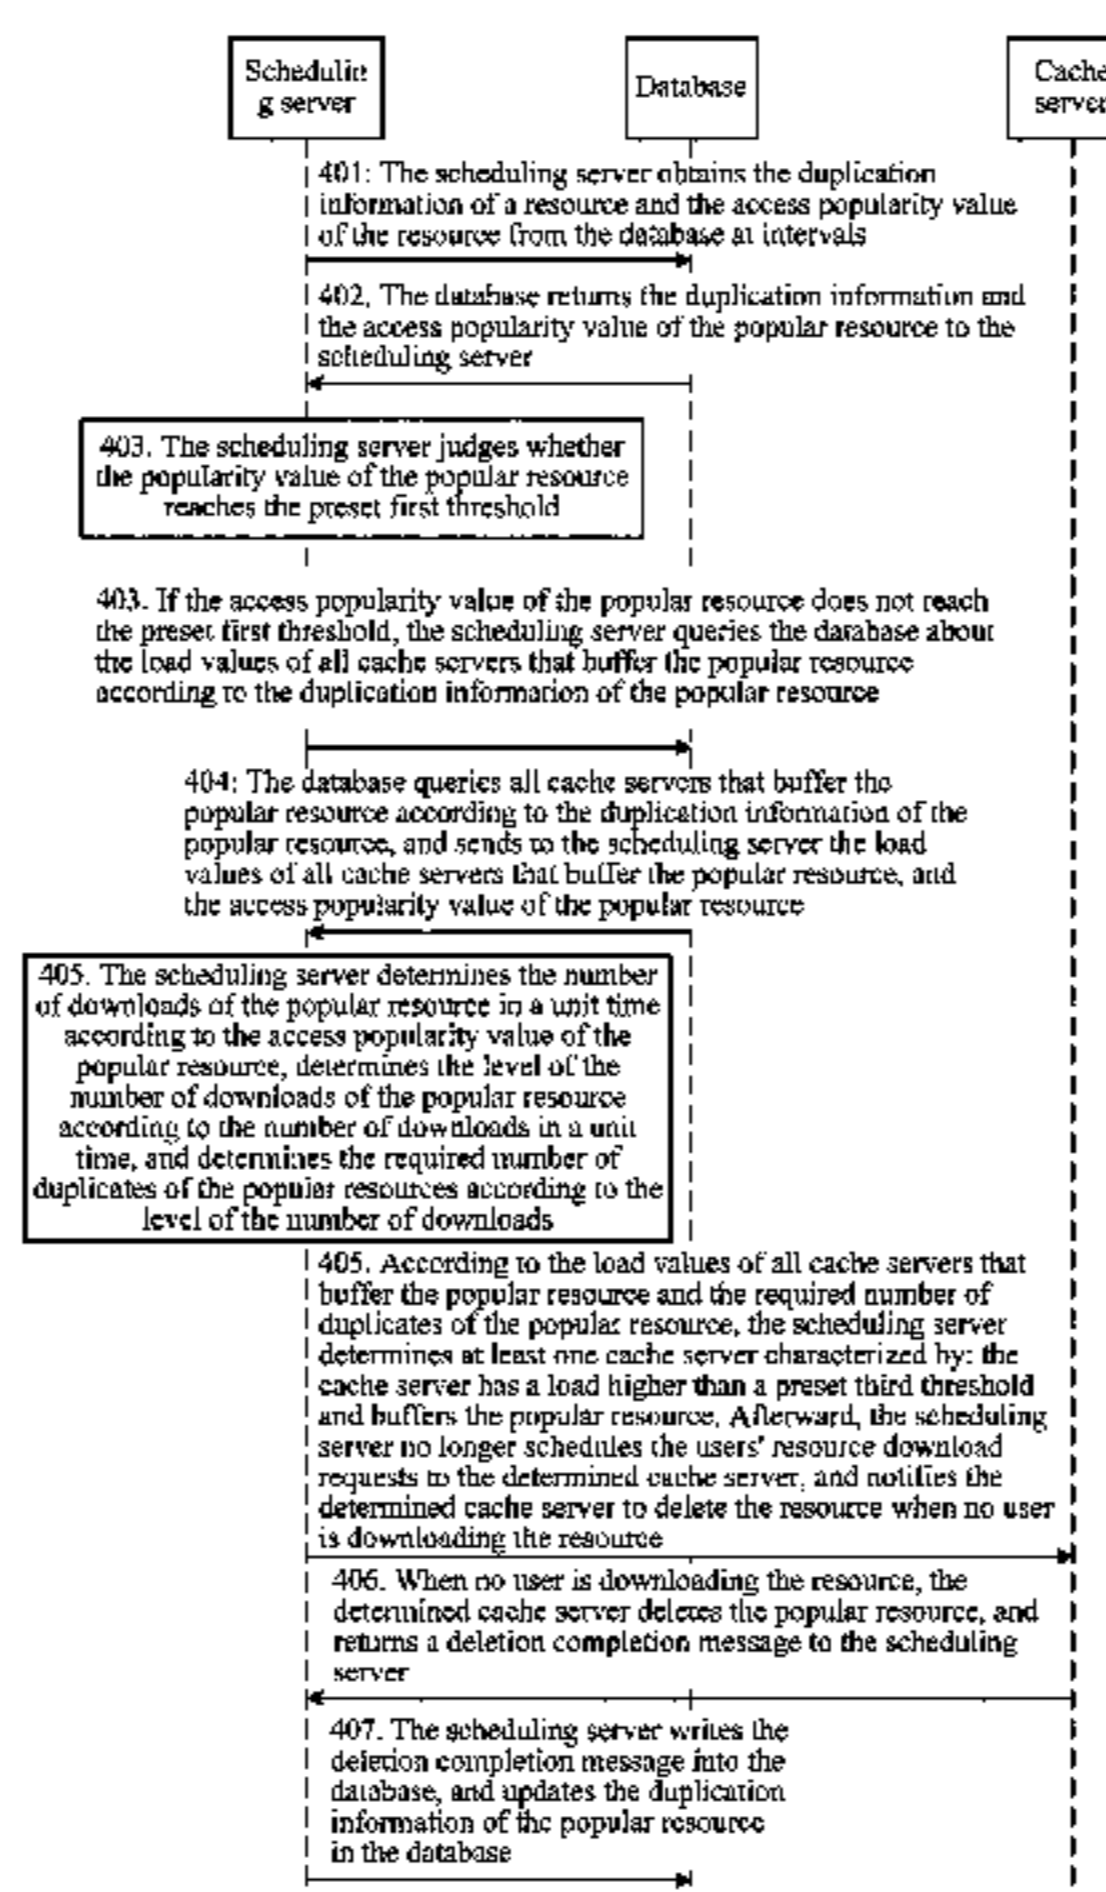 Schedulin
g server
Database
Cache
server
401: The scheduling server obtains the duplication
information of a resource and the access popularity value
of the resource from the database at intervals
402. The database returns the duplication information and
the access popularity value of the popular resource to the
scheduling server
403. The scheduling server judges whether
the popularity value of the popular resource
reaches the preset first threshold
403. If the access popularity value of the popular resource does not reach
the preset first threshold, the scheduling server queries the database about
the load values of all cache servers that buffer the popular resource
according to the duplication information of the popular resource
404: The database queries all cache servers that buffer the
popular resource according to the duplication information of the
popular resource, and sends to the scheduling server the load
values of all cache servers that buffer the popular resource, and
the access popularity value of the popular resource
405. The scheduling server determines the number
of downloads of the popular resource in a unit time
according to the access popularity value of the
popular resource, determines the level of the
number of downloads of the popular resource
according to the number of downloads in a unit
time, and determines the required number of
duplicates of the popular resources according to the
level of the number of downloads
405. According to the load values of all cache servers that
buffer the popular resource and the required number of
duplicates of the popular resource, the scheduling server
determines at least one cache server characterized by: the
cache server has a load higher than a preset third threshold
and buffers the popular resource. Afterward, the scheduling
server no longer schedules the users' resource download
requests to the determined cache server, and notifies the
determined cache server to delete the resource when no user
is downloading the resource
406. When no user is downloading the resource, the
determined cache server deletes the popular resource, and
returns a deletion completion message to the scheduling
server
407. The scheduling server writes the
deletion completion message into the
database, and updates the duplication
information of the popular resource
in the database